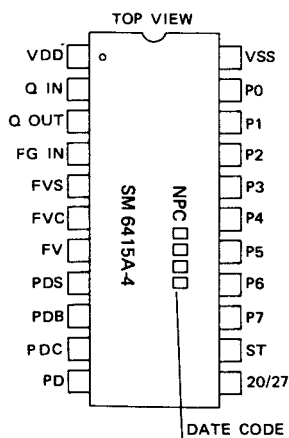 TOP VIEW
VDD
Q IN
Q OUT
FG IN
FVS
FVC
FV
PDS
PDB
PDC
PD
SM 6415A-4
NPC
VSS
P0
P1
P2
P3
P4
P5
P6
P7
ST
20/27
DATE CODE